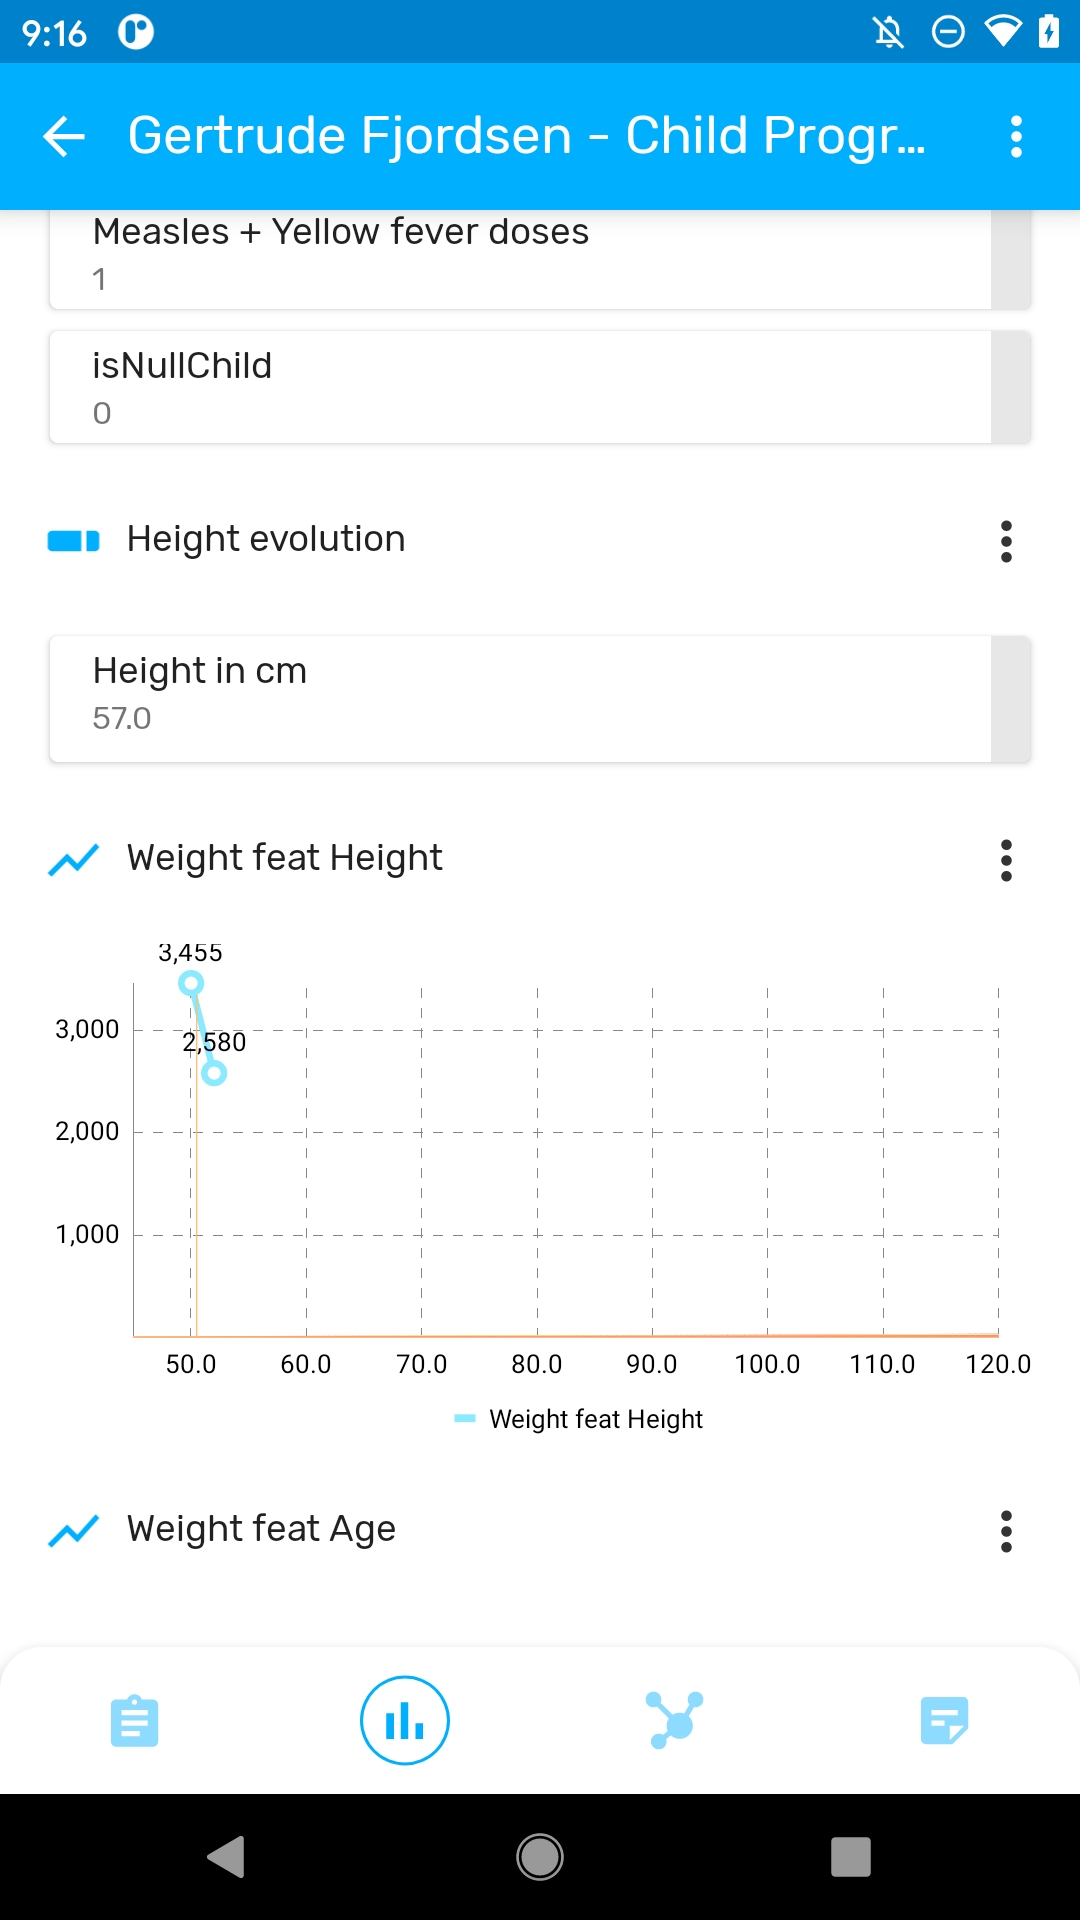 9:16
Gertrude Fjordsen - Child Progr...
Measles + Yellow fever doses
1
isNullChild
0
Height evolution
Height in cm
57.0
Weight feat Height
3,455
3,000
2,580
2,000
1,000
50.0 60.0 70.0 80.0 90.0 100.0 110.0 120.0
Weight feat Height
Weight feat Age